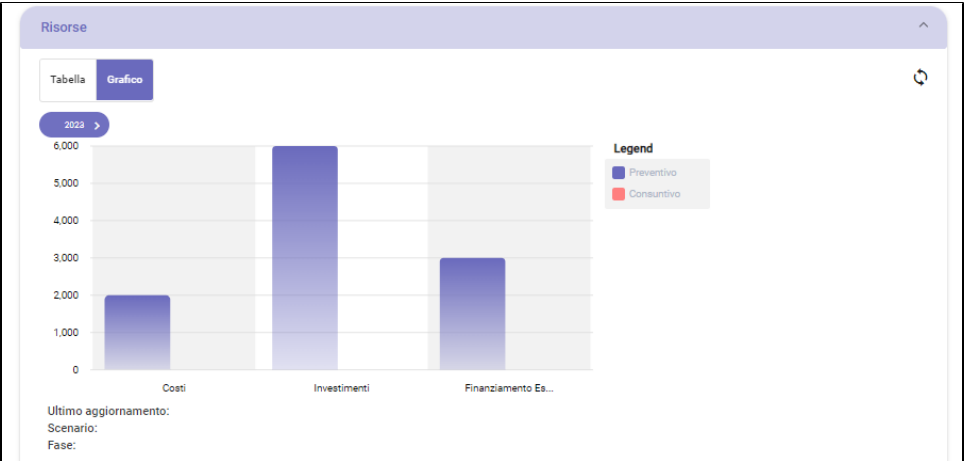 Risorse
Tabella Grafico
2023
6,000
5,000
4,000
3,000
2,000
1,000
0
Costi Investimenti Finanziamento Es...
Legend
Preventivo
Consuntivo
Ultimo aggiornamento:
Scenario:
Fase: